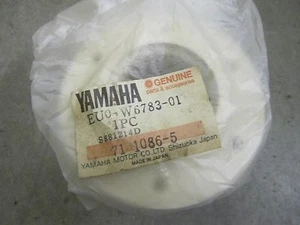 YAMAHA
GENUINE
parts & accessories
EU0-W6783-01
1PC
71 1086-5
YAMAHA MOTOR CO., LTD. Shizuoka Japan
MADE IN JAPAN